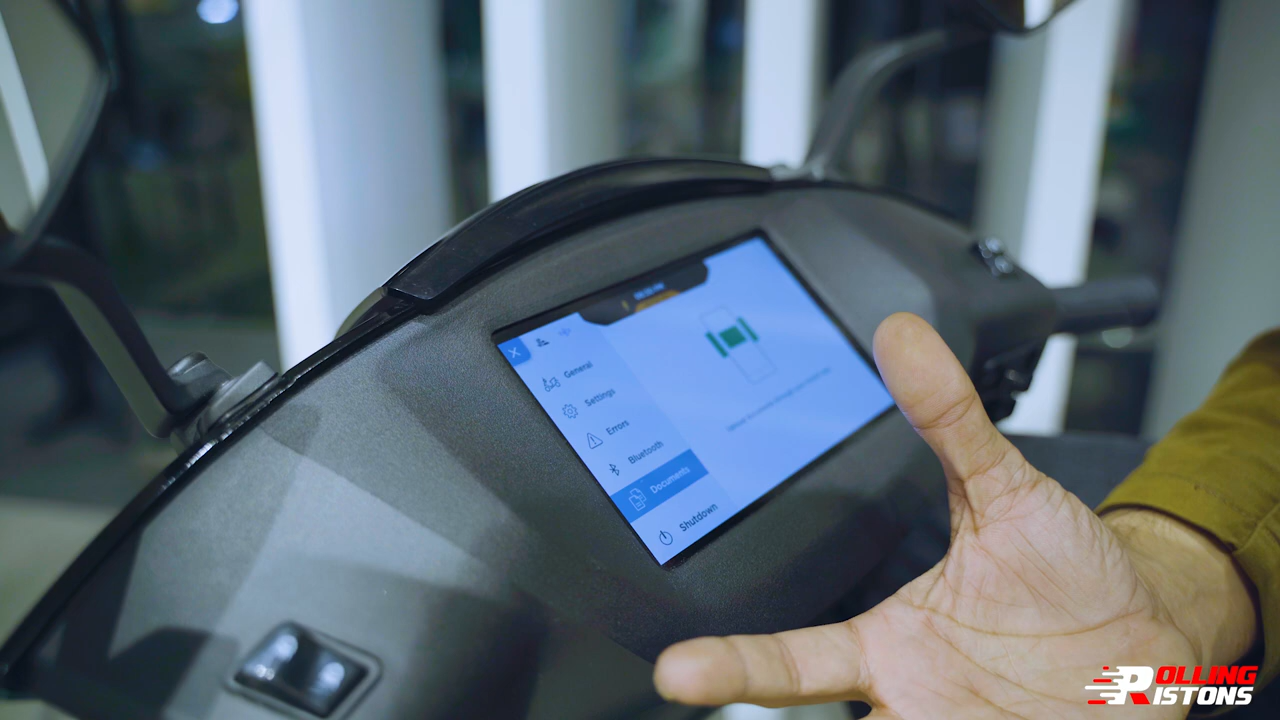 General
Settings
Errors
Bluetooth
Documents
Shutdown
ROLLING
PISTONS